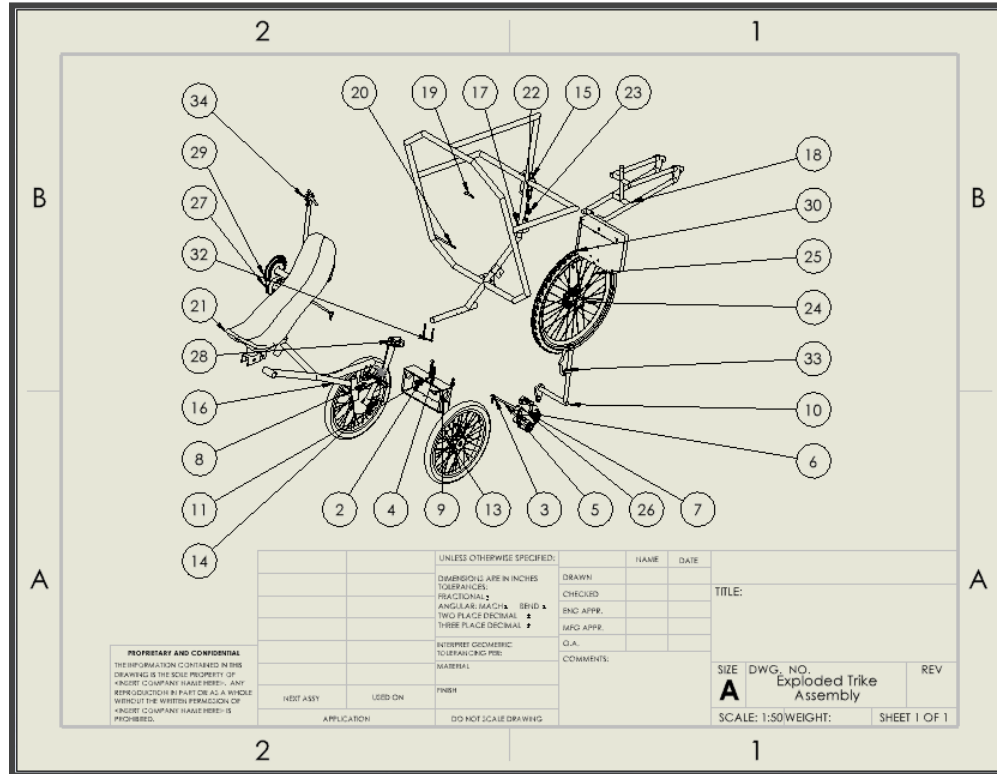 2 1
20 19 17 22 15 23
34
29
27
32
21
28
16
8
11
14
18
30
25
24
33
10
6
2 4 9 13 3 5 26 7
B B
A A
UNLESS OTHERWISE SPECIFIED:
DIMENSIONS ARE IN INCHES
TOLERANCES:
FRACTIONAL ±
ANGULAR: MACH ± BEND ±
TWO PLACE DECIMAL ±
THREE PLACE DECIMAL ±
INTERPRET GEOMETRIC
TOLERANCING PER:
MATERIAL
FINISH
DO NOT SCALE DRAWING
NAME DATE
DRAWN
CHECKED
ENG APPR.
MFG APPR.
Q.A.
COMMENTS:
TITLE:
SIZE DWG. NO. REV
A Exploded Trike
Assembly
SCALE: 1:50 WEIGHT: SHEET 1 OF 1
NEXT ASSY USED ON
APPLICATION
PROPRIETARY AND CONFIDENTIAL
THE INFORMATION CONTAINED IN THIS
DRAWING IS THE SOLE PROPERTY OF
<INSERT COMPANY NAME HERE>. ANY
REPRODUCTION IN PART OR AS A WHOLE
WITHOUT THE WRITTEN PERMISSION OF
<INSERT COMPANY NAME HERE> IS
PROHIBITED.
2 1